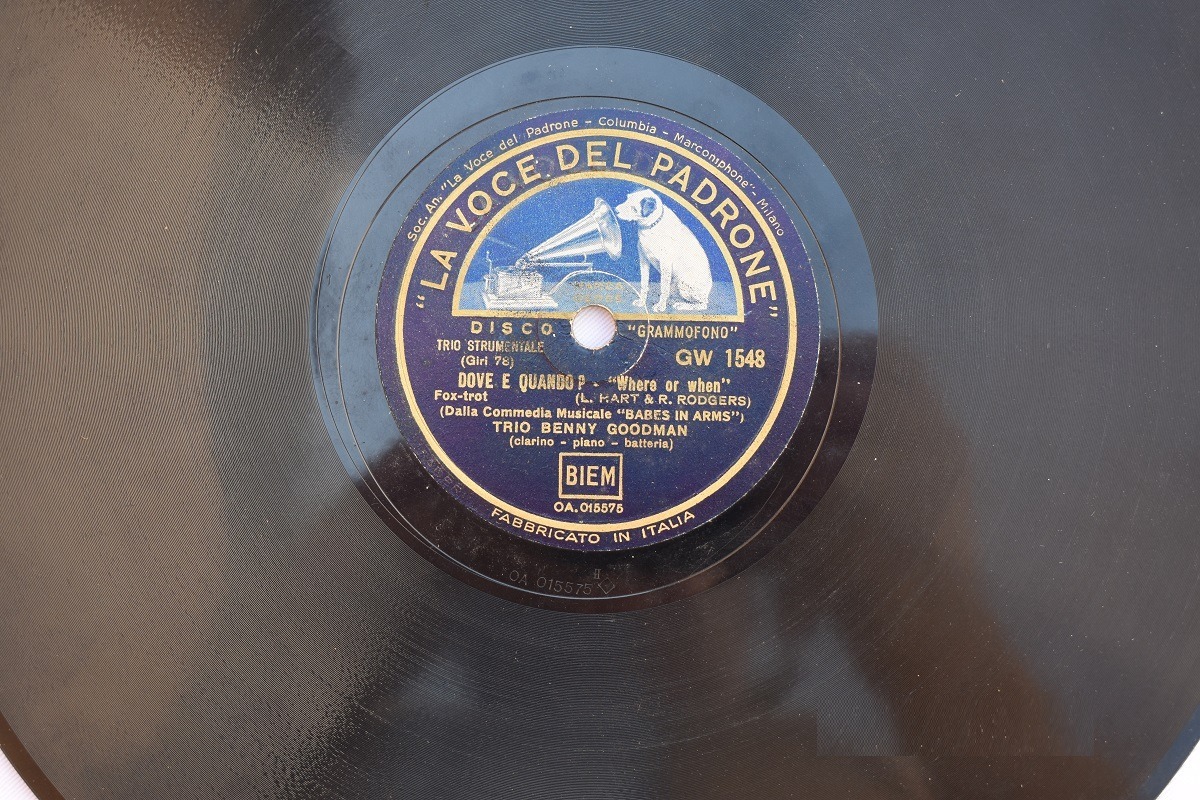 Soc. An. "La Voce del Padrone - Columbia - Marconiphone" - Milano
"LA VOCE DEL PADRONE"
DISCO "GRAMMOFONO"
TRIO STRUMENTALE
(Giri 78)
GW 1548
DOVE E QUANDO? - "Where or when"
Fox-trot (L. HART & R. RODGERS)
(Dalla Commedia Musicale "BABES IN ARMS")
TRIO BENNY GOODMAN
(clarino - piano - batteria)
BIEM
OA.015575
FABBRICATO IN ITALIA
OA 015575